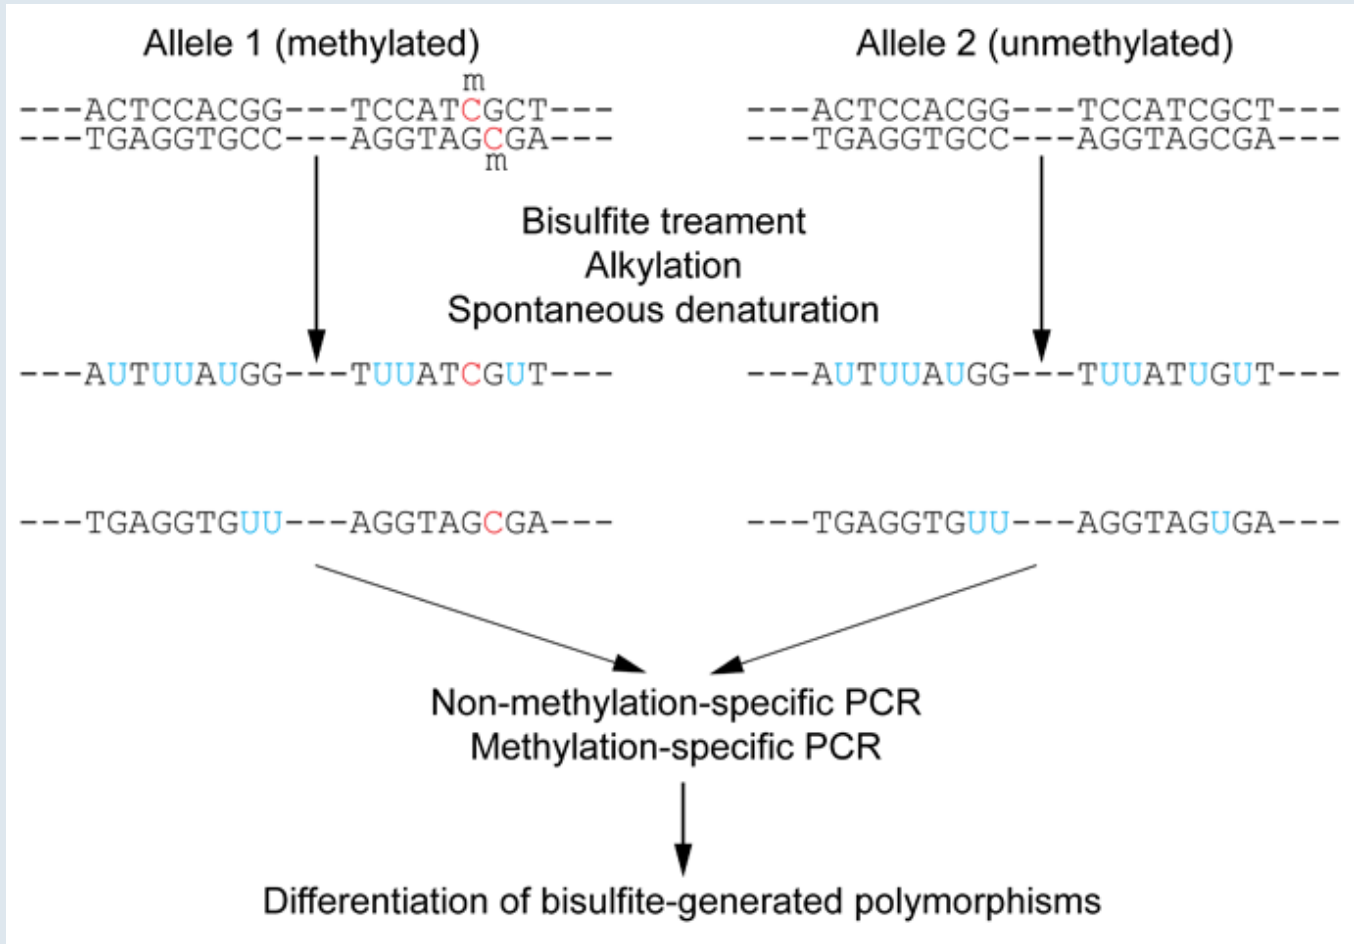 Allele 1 (methylated) Allele 2 (unmethylated)
m
---ACTCCACGG---TCCATCGCT--- ---ACTCCACGG---TCCATCGCT---
---TGAGGTGCC---AGGTAGCGA--- ---TGAGGTGCC---AGGTAGCGA---
m
Bisulfite treament
Alkylation
Spontaneous denaturation
---AUTUUAUGG---TUUATCGUT--- ---AUTUUAUGG---TUUATUGUT---
---TGAGGTGUU---AGGTAGCGA--- ---TGAGGTGUU---AGGTAGUGA---
Non-methylation-specific PCR
Methylation-specific PCR
Differentiation of bisulfite-generated polymorphisms